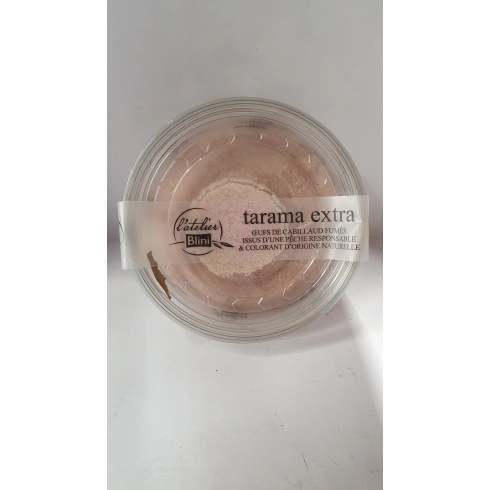 l'atelier
Blini
tarama extra
ŒUFS DE CABILLAUD FUMÉS
ISSUS D'UNE PÊCHE RESPONSABLE
& COLORANT D'ORIGINE NATURELLE